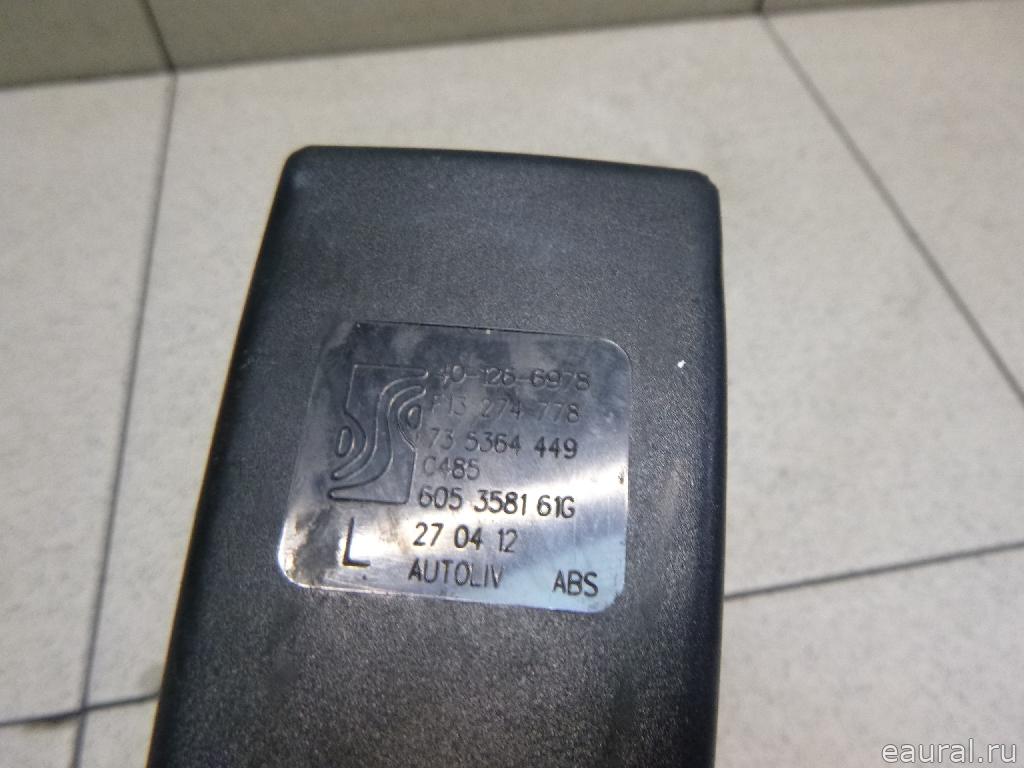 40-126-6978
F13 274 778
73 5364 449
C485
605 3581 61G
L 27 04 12
AUTOLIV ABS
eaural.ru